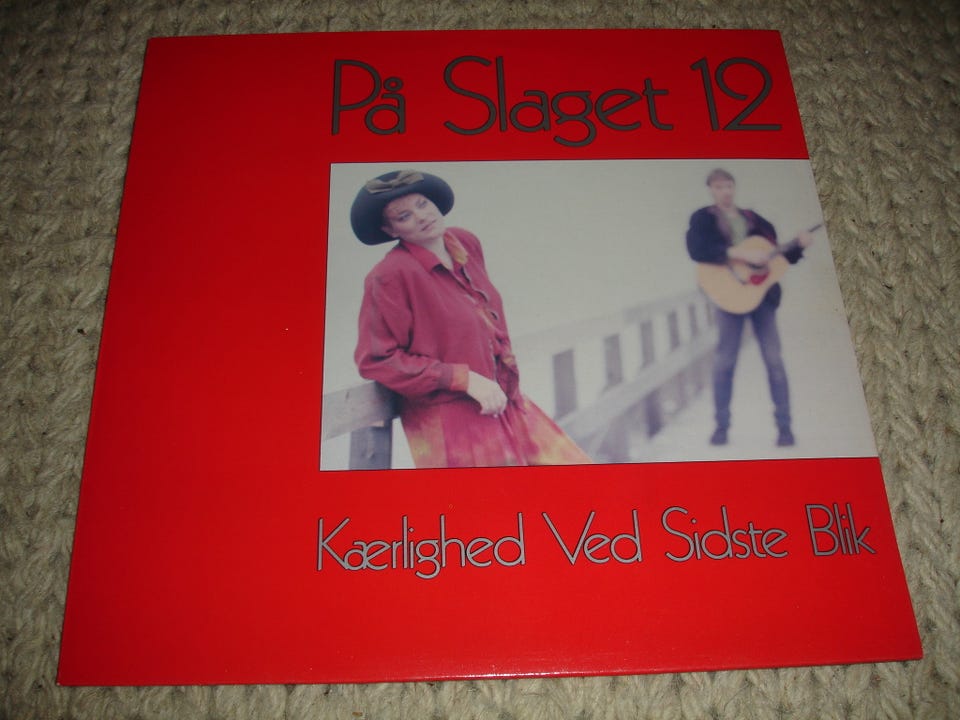 På Slaget 12
Kærlighed Ved Sidste Blik